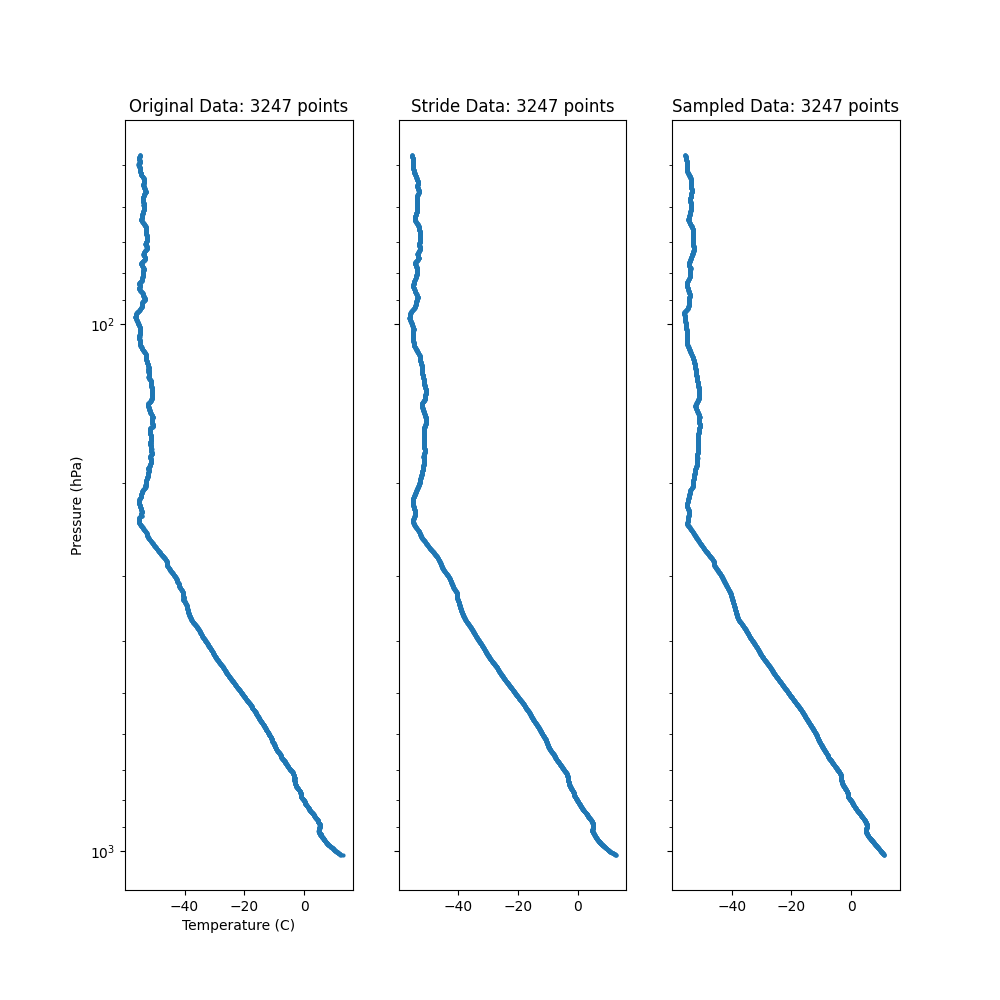 Original Data: 3247 points
Stride Data: 3247 points
Sampled Data: 3247 points
Pressure (hPa)
10²
10³
−40 −20 0
−40 −20 0
−40 −20 0
Temperature (C)